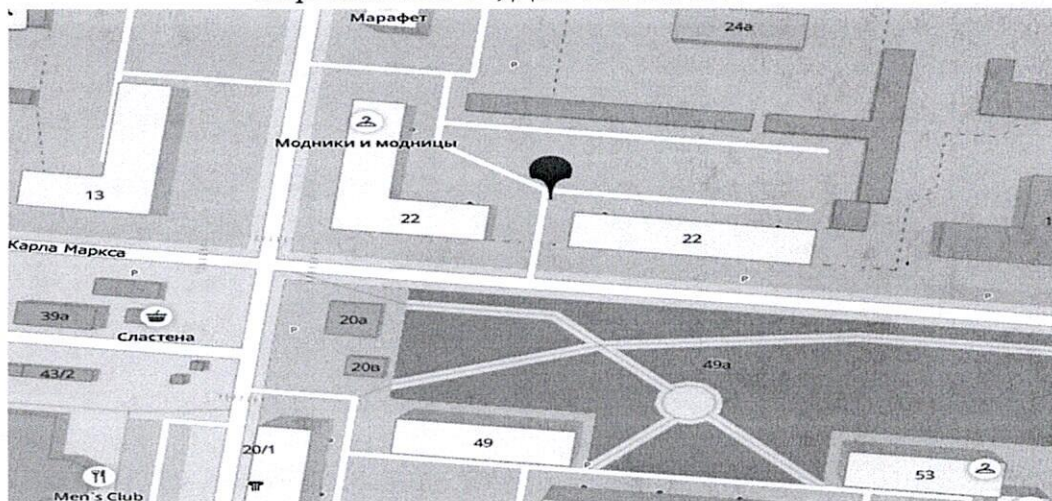 Марафет
24а
P
Модники и модницы
13
22
22
1
Карла Маркса
P
P
P
39а
Сластена
P
20а
49а
43/2
20в
49
20/1
P
53
Men`s Club